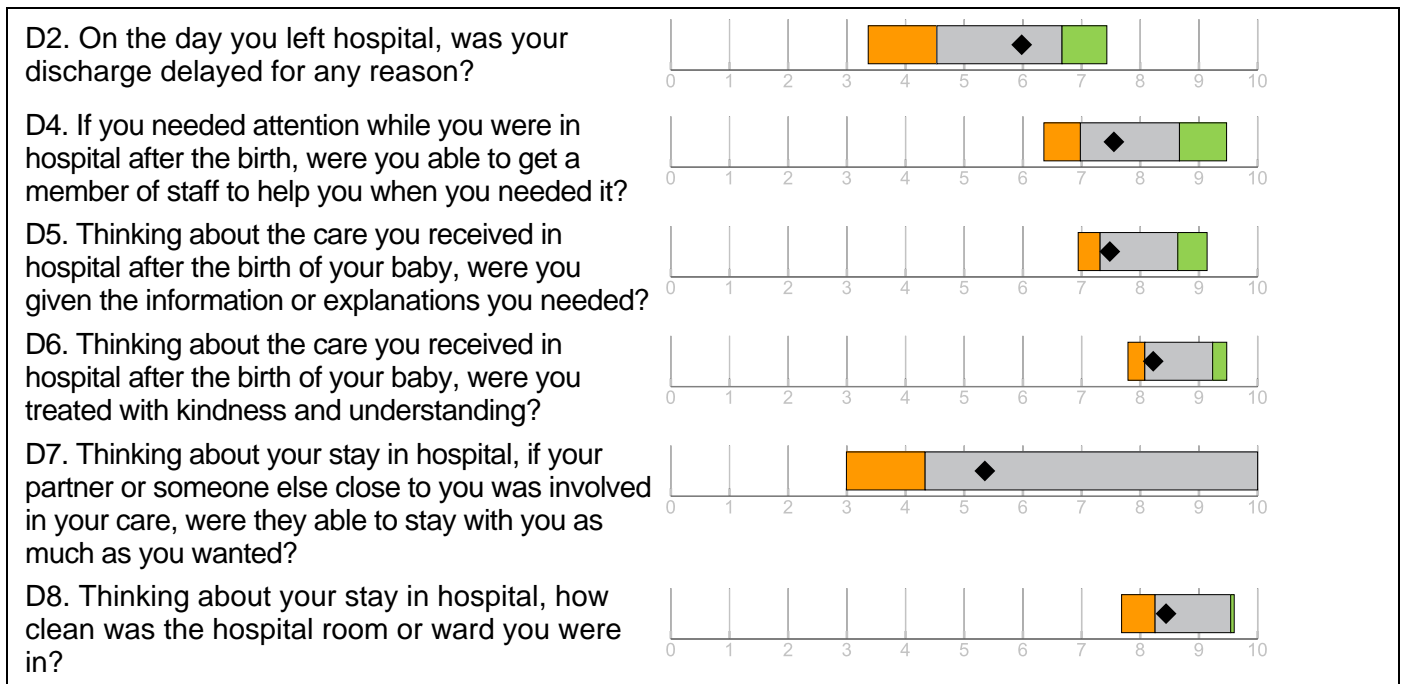 D2. On the day you left hospital, was your
discharge delayed for any reason?
0 1 2 3 4 5 6 7 8 9 10
D4. If you needed attention while you were in
hospital after the birth, were you able to get a
member of staff to help you when you needed it?
0 1 2 3 4 5 6 7 8 9 10
D5. Thinking about the care you received in
hospital after the birth of your baby, were you
given the information or explanations you needed?
0 1 2 3 4 5 6 7 8 9 10
D6. Thinking about the care you received in
hospital after the birth of your baby, were you
treated with kindness and understanding?
0 1 2 3 4 5 6 7 8 9 10
D7. Thinking about your stay in hospital, if your
partner or someone else close to you was involved
in your care, were they able to stay with you as
much as you wanted?
0 1 2 3 4 5 6 7 8 9 10
D8. Thinking about your stay in hospital, how
clean was the hospital room or ward you were
in?
0 1 2 3 4 5 6 7 8 9 10